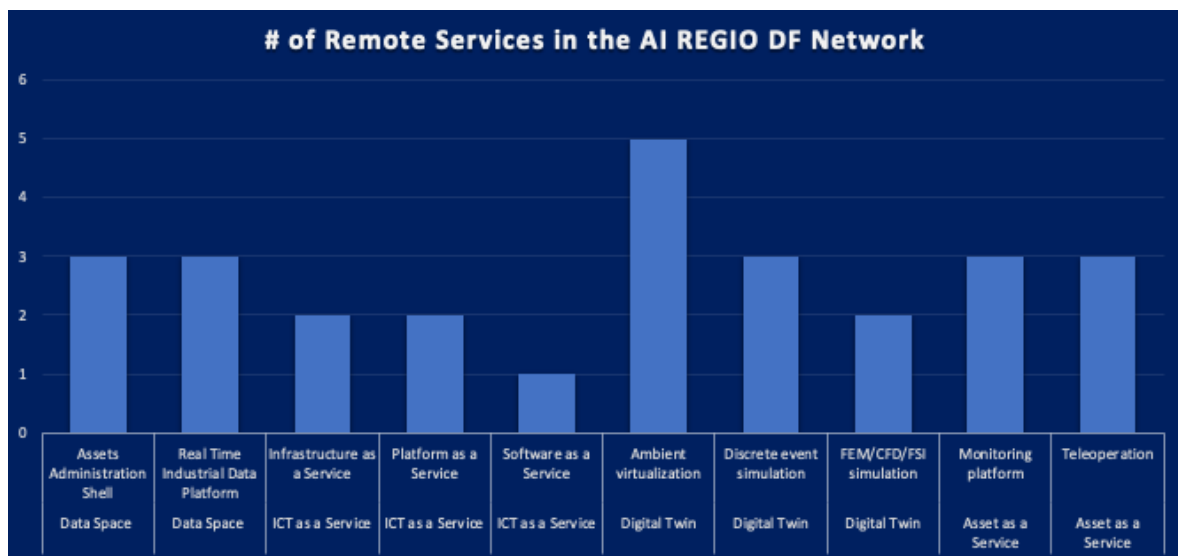 # of Remote Services in the AI REGIO DF Network
6
5
4
3
2
1
0
Assets
Administration
Shell
Real Time
Industrial Data
Platform
Infrastructure as
a Service
Platform as a
Service
Software as a
Service
Ambient
virtualization
Discrete event
simulation
FEM/CFD/FSI
simulation
Monitoring
platform
Teleoperation
Data Space
Data Space
ICT as a Service
ICT as a Service
ICT as a Service
Digital Twin
Digital Twin
Digital Twin
Asset as a
Service
Asset as a
Service